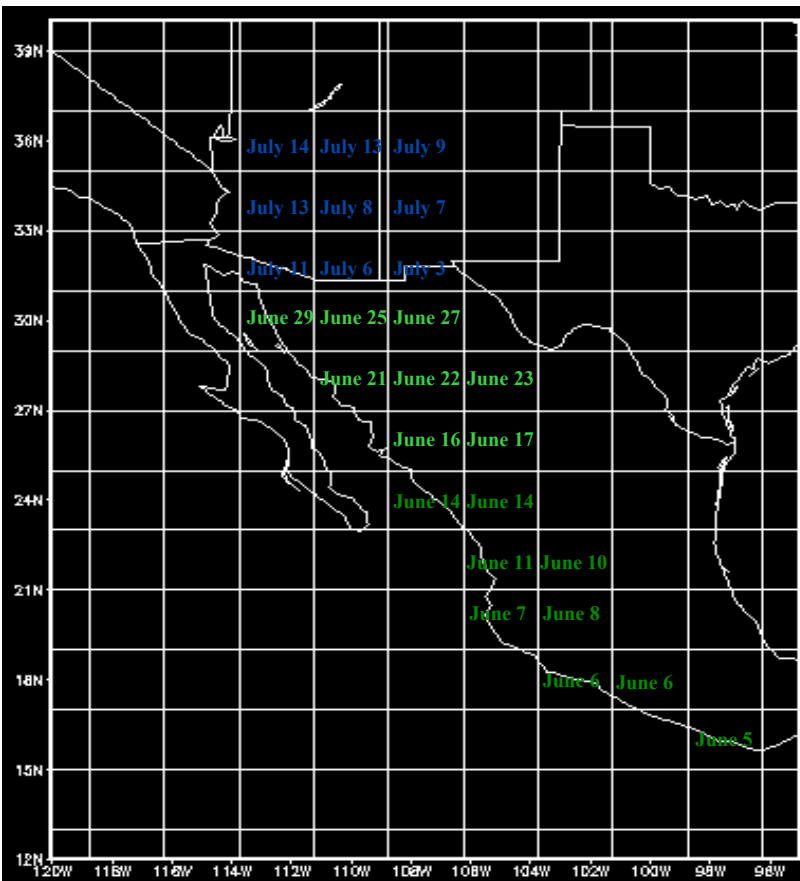 39N
36N July 14 July 13 July 9
July 13 July 8 July 7
33N
July 11 July 6 July 3
30N June 29 June 25 June 27
June 21 June 22 June 23
27N
June 16 June 17
24N June 14 June 14
June 11 June 10
21N
June 7 June 8
18N June 6 June 6
June 5
15N
12N
120W 118W 116W 114W 112W 110W 108W 106W 104W 102W 100W 98W 96W